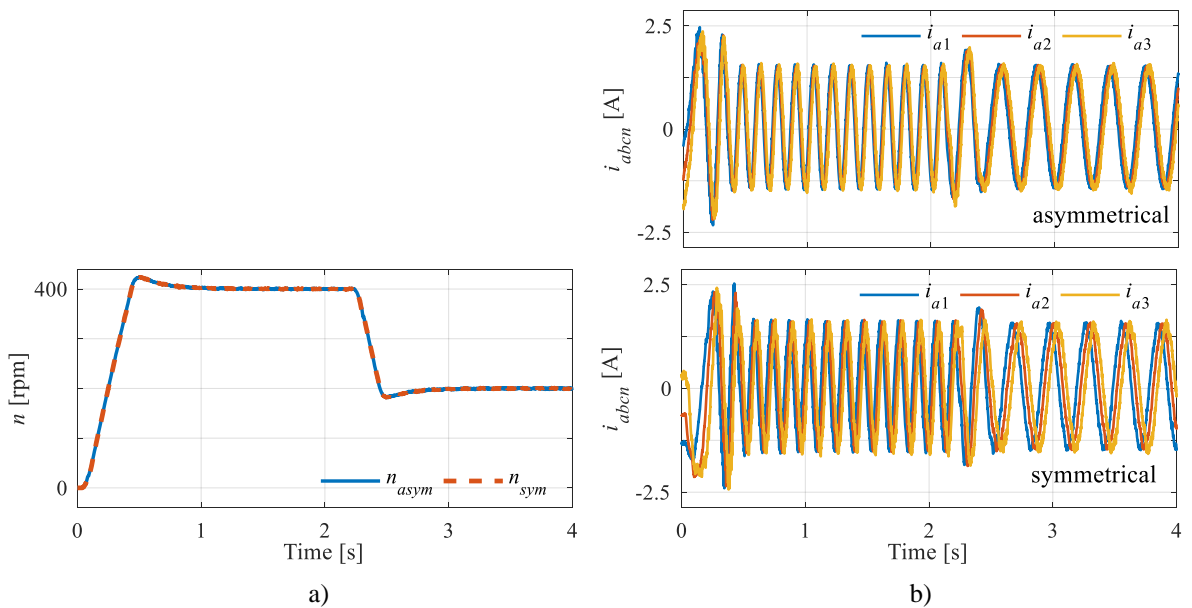 400
200
0
n [rpm]
n_asym n_sym
0 1 2 3 4
Time [s]
a)
2.5
0
-2.5
i_abcn [A]
i_a1 i_a2 i_a3
asymmetrical
2.5
0
-2.5
i_abcn [A]
i_a1 i_a2 i_a3
symmetrical
0 1 2 3 4
Time [s]
b)